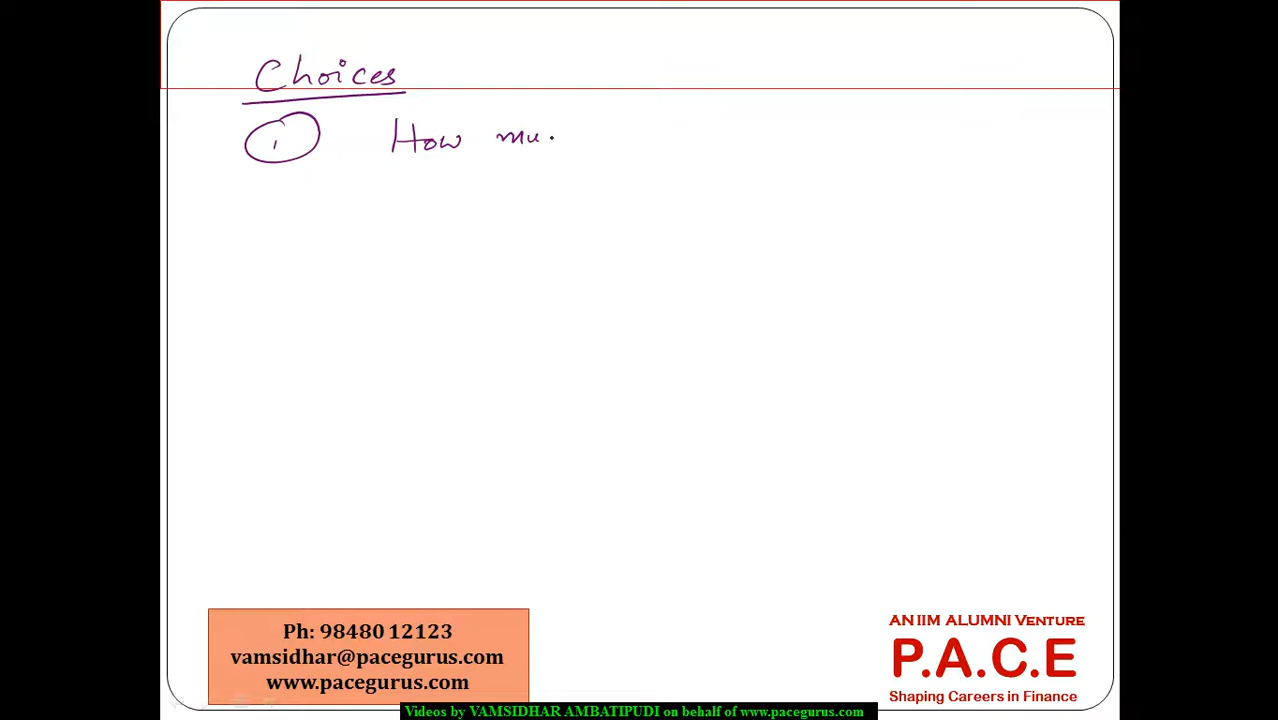 Choices
1 How mu
Ph: 98480 12123
vamsidhar@pacegurus.com
www.pacegurus.com
AN IIM ALUMNI VENTURE
P.A.C.E
Shaping Careers in Finance
Videos by VAMSIDHAR AMBATIPUDI on behalf of www.pacegurus.com